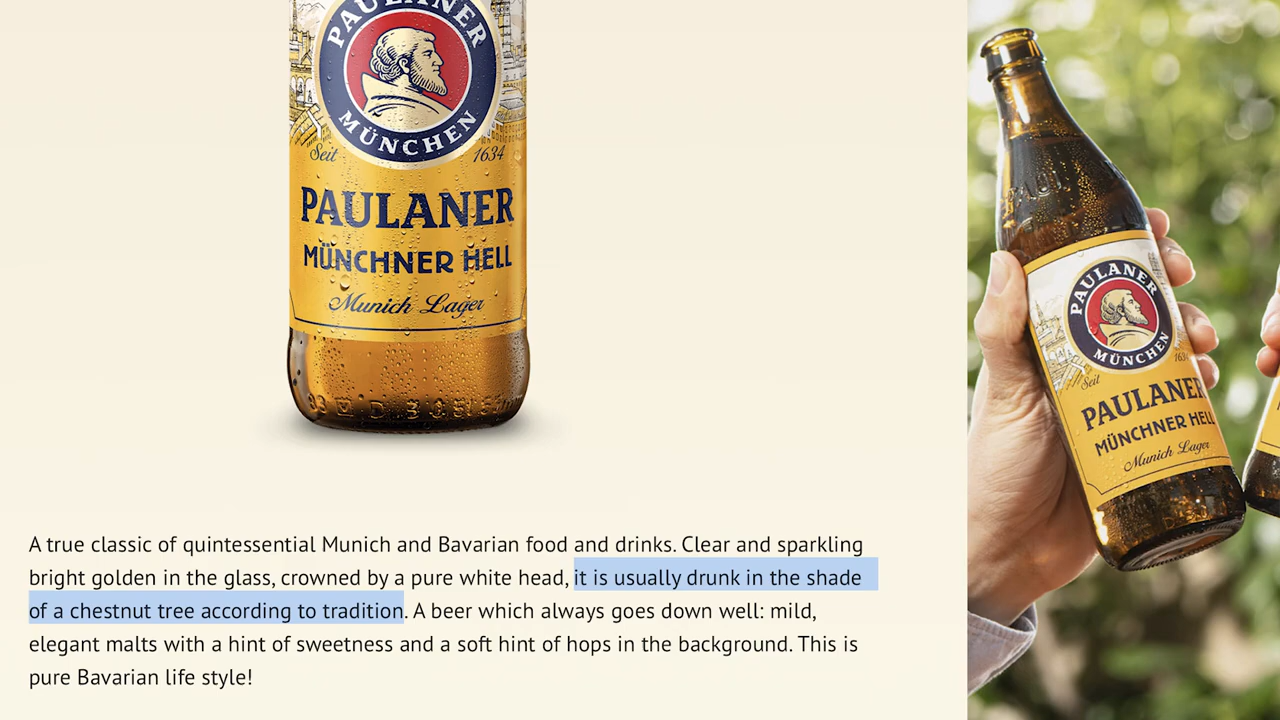 PAULANER
MÜNCHEN
Seit 1634
PAULANER
MÜNCHNER HELL
Munich Lager
A true classic of quintessential Munich and Bavarian food and drinks. Clear and sparkling
bright golden in the glass, crowned by a pure white head, it is usually drunk in the shade
of a chestnut tree according to tradition. A beer which always goes down well: mild,
elegant malts with a hint of sweetness and a soft hint of hops in the background. This is
pure Bavarian life style!
PAULANER
MÜNCHEN
Seit 163
PAULANER
MÜNCHNER HELL
Munich Lager